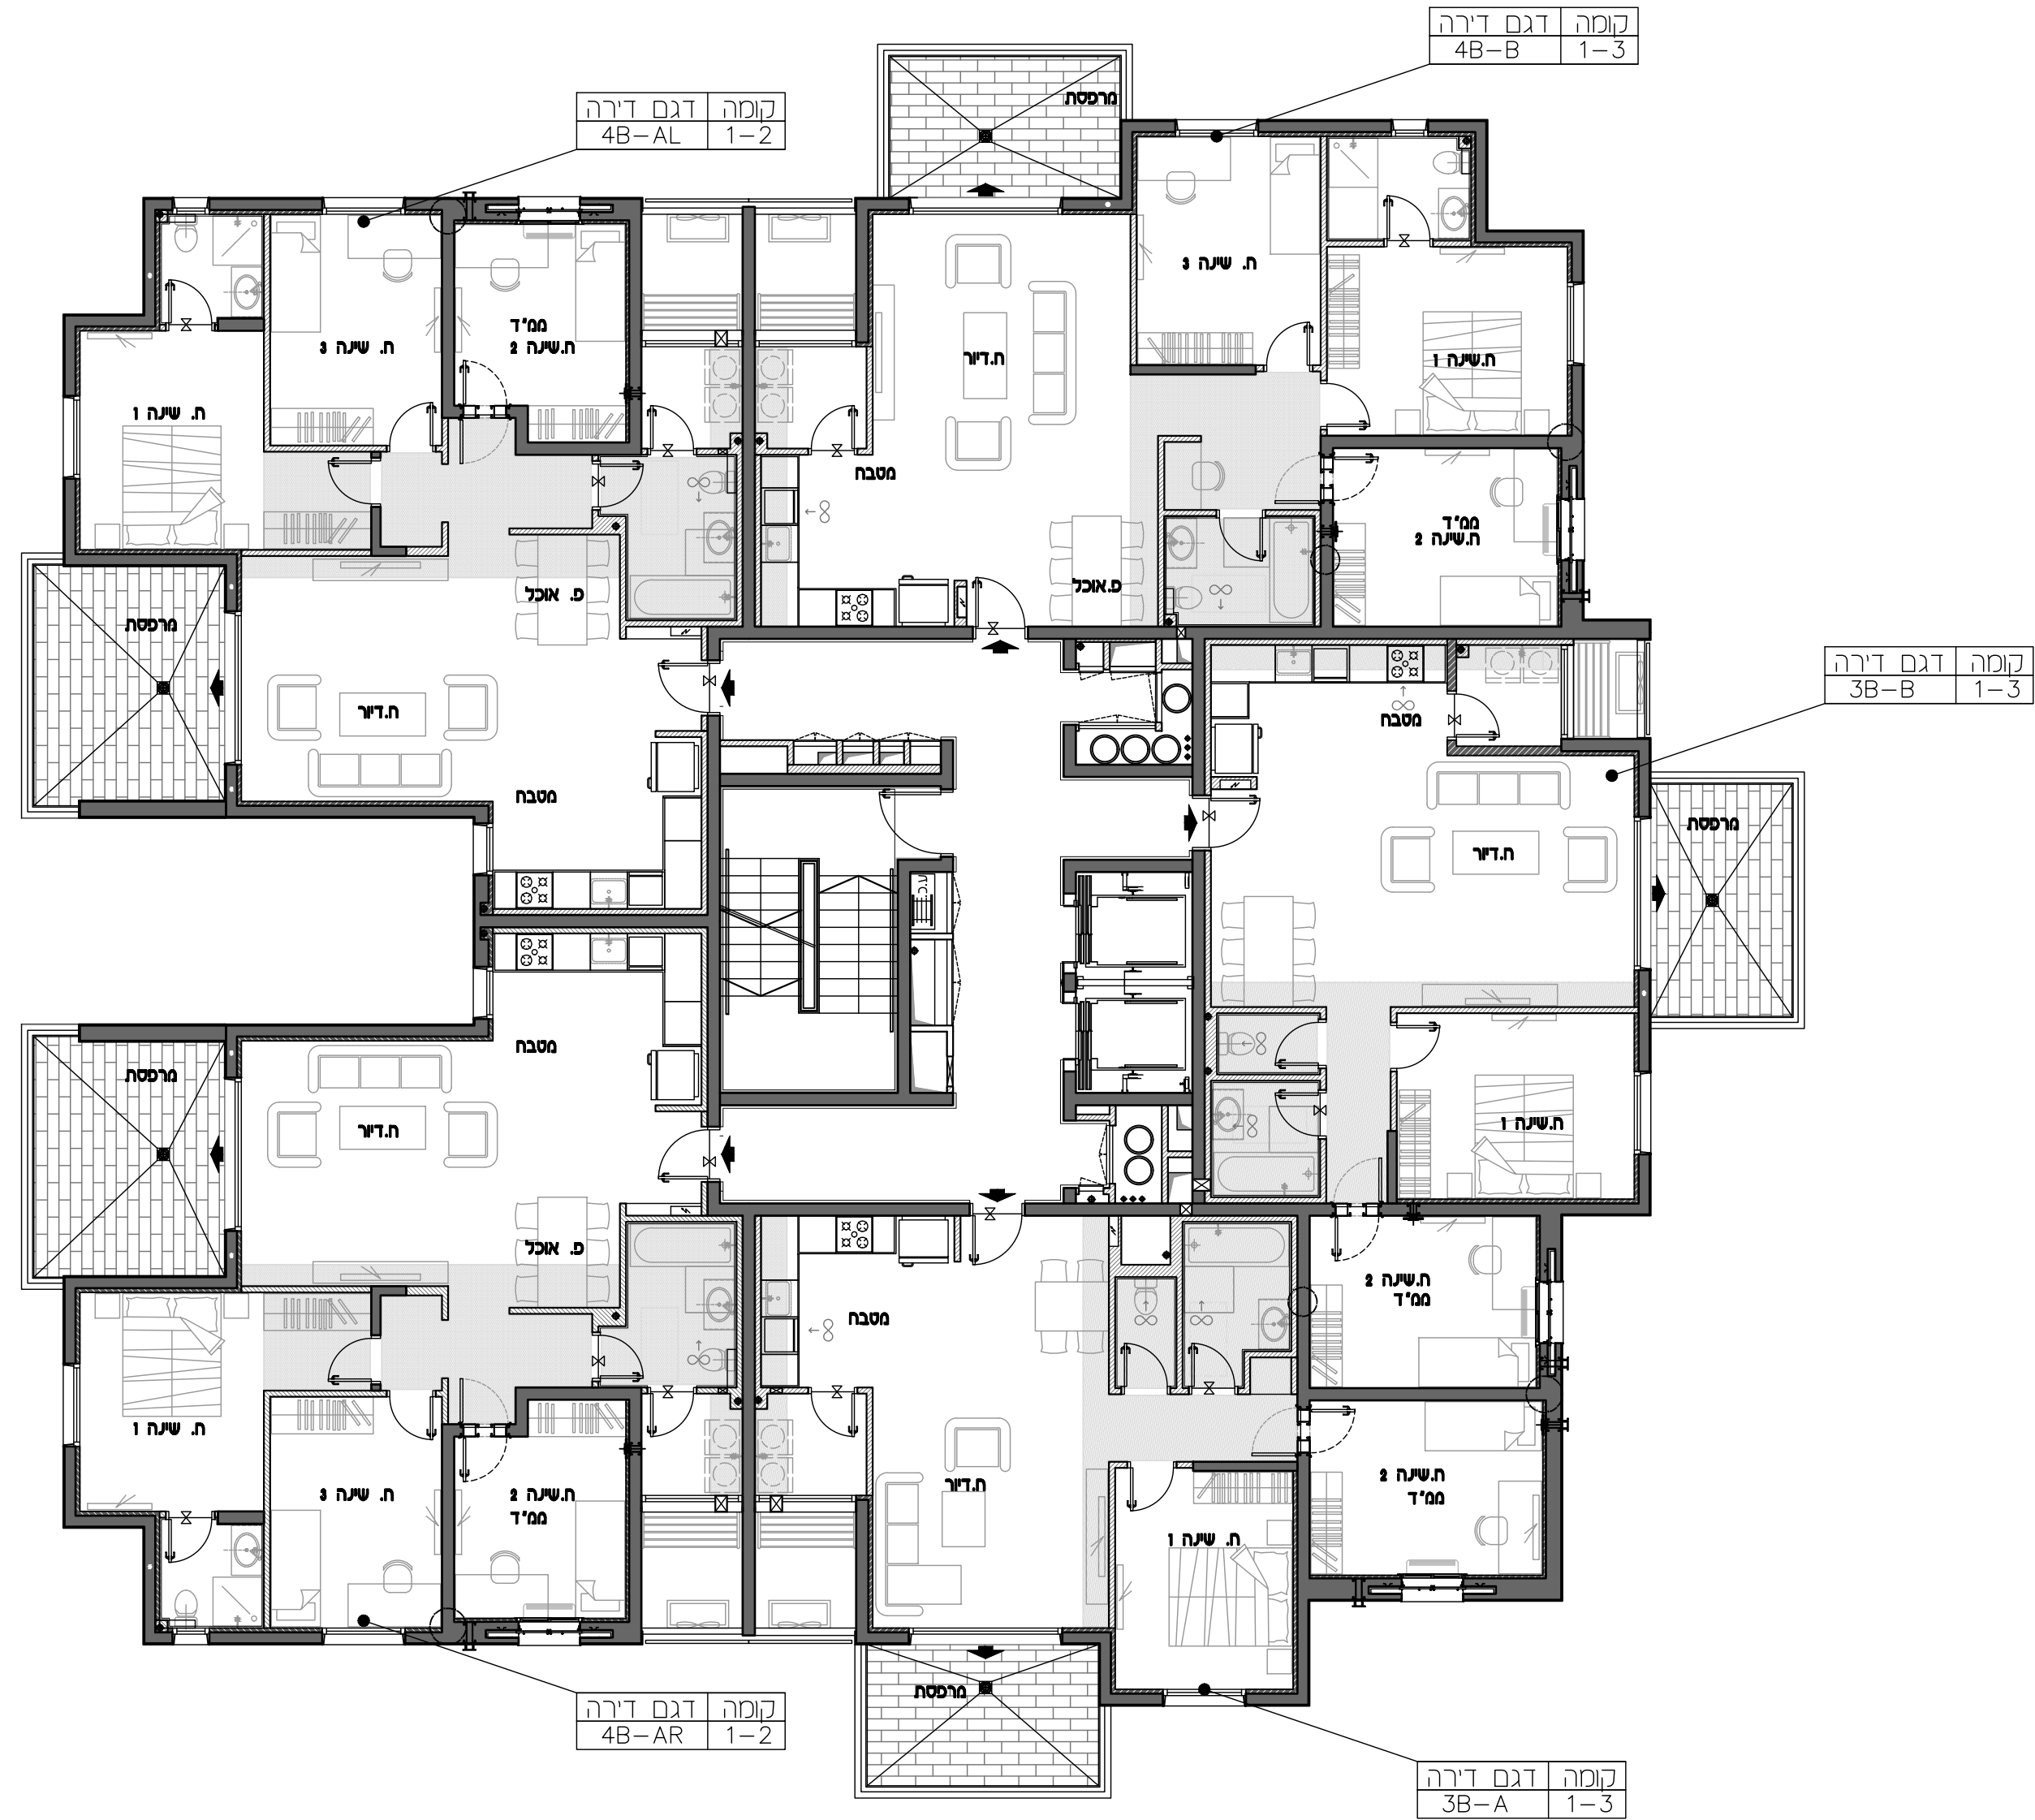 קומה דגם דירה
1-3 4B-B
קומה דגם דירה
1-2 4B-AL
מרפסת
ח. שינה 3
ח.שינה 1
ממ"ד
ח.שינה 2
ח. שינה 3
ח. שינה 1
ח.דיור
מטבח
ממ"ד
ח.שינה 2
פ.אוכל
פ. אוכל
מרפסת
ח.דיור
מטבח
קומה דגם דירה
1-3 3B-B
מטבח
ח.דיור
מרפסת
ע.כ
מטבח
מרפסת
ח.דיור
ח.שינה 1
פ. אוכל
ח.שינה 2
ממ"ד
מטבח
ח. שינה 1
ח. שינה 3
ח.שינה 2
ממ"ד
ח.דיור
ח.שינה 2
ממ"ד
ח. שינה 1
מרפסת
קומה דגם דירה
1-2 4B-AR
קומה דגם דירה
1-3 3B-A